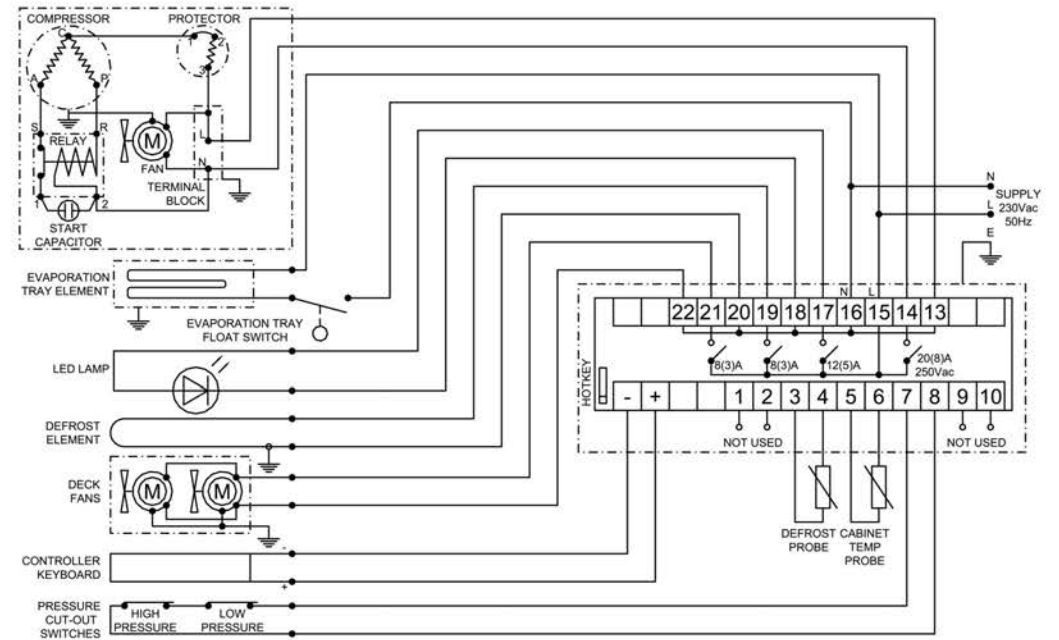 COMPRESSOR
PROTECTOR
C
1
2
3
A
P
S
R
RELAY
M
FAN
L
N
TERMINAL
BLOCK
1
2
START
CAPACITOR
N
SUPPLY
L
230Vac
50Hz
E
EVAPORATION
TRAY ELEMENT
EVAPORATION TRAY
FLOAT SWITCH
LED LAMP
DEFROST
ELEMENT
DECK
FANS
M
M
CONTROLLER
KEYBOARD
-
+
PRESSURE
CUT-OUT
SWITCHES
HIGH
PRESSURE
LOW
PRESSURE
N L
22 21 20 19 18 17 16 15 14 13
8(3)A
8(3)A
12(5)A
20(8)A
250Vac
HOTKEY
- + 1 2 3 4 5 6 7 8 9 10
NOT USED
NOT USED
DEFROST
PROBE
CABINET
TEMP
PROBE